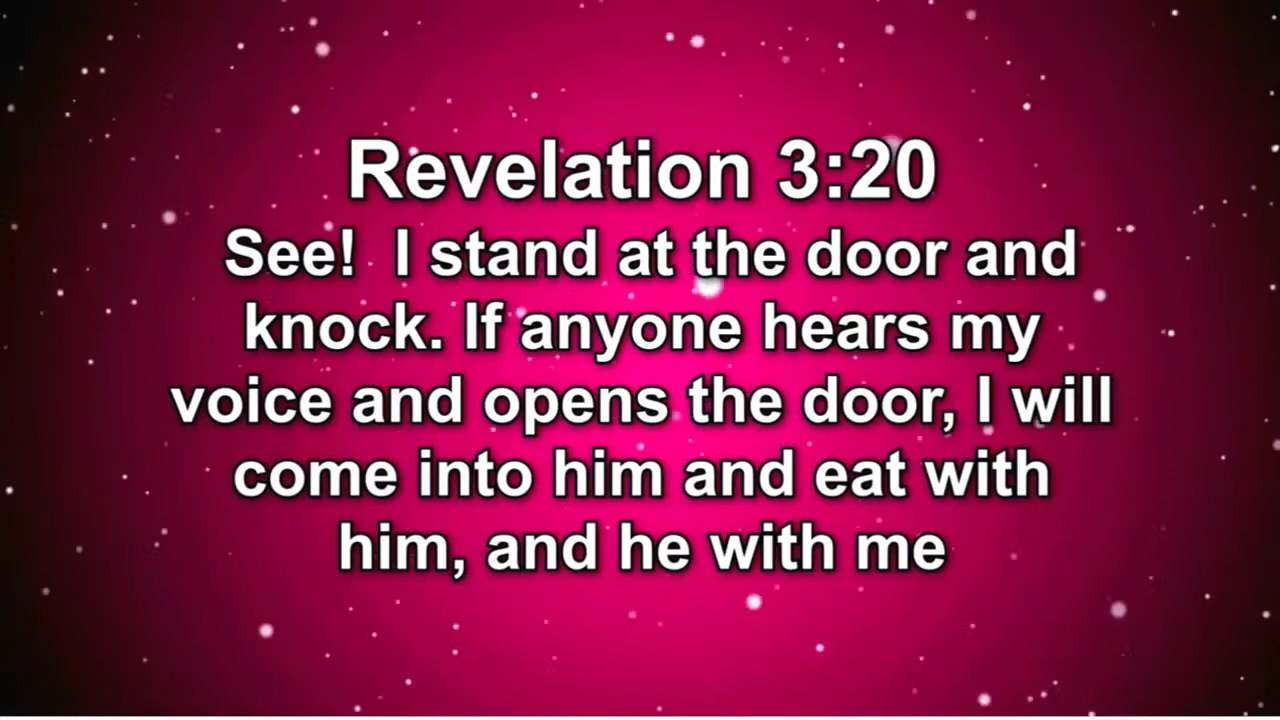 Revelation 3:20
See!  I stand at the door and
knock. If anyone hears my
voice and opens the door, I will
come into him and eat with
him, and he with me